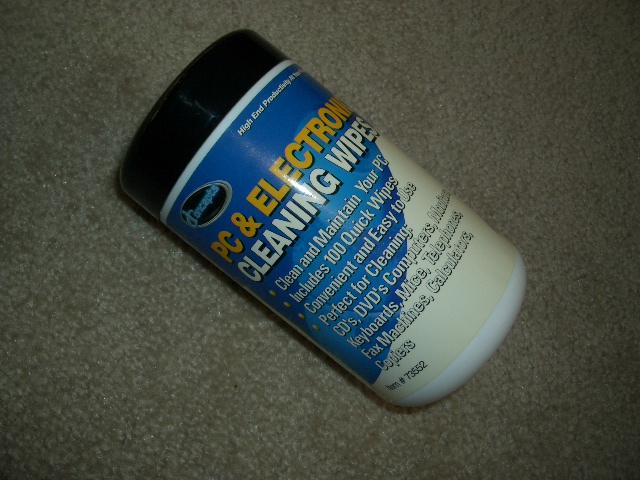 High End Productivity At
PC & ELECTRONI
CLEANING WIPES
Clean and Maintain Your PC
Includes 100 Quick Wipes
Convenient and Easy to Use
Perfect for Cleaning:
CD's, DVD's Computers,
Keyboards, Mice, Telephones,
Fax Machines, Calculators,
Copiers
Item # 73552